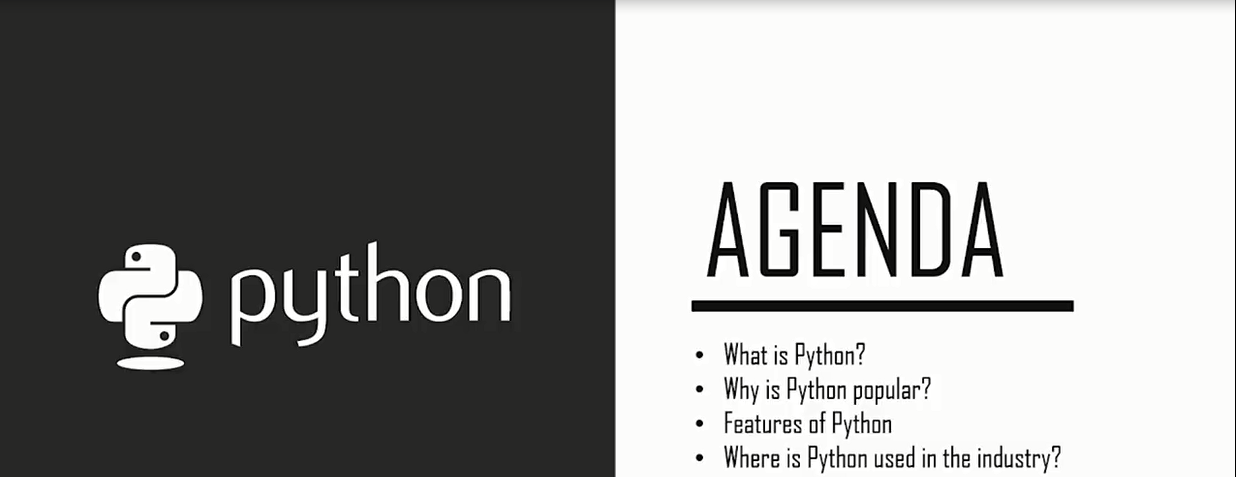 python
AGENDA
• What is Python?
• Why is Python popular?
• Features of Python
• Where is Python used in the industry?